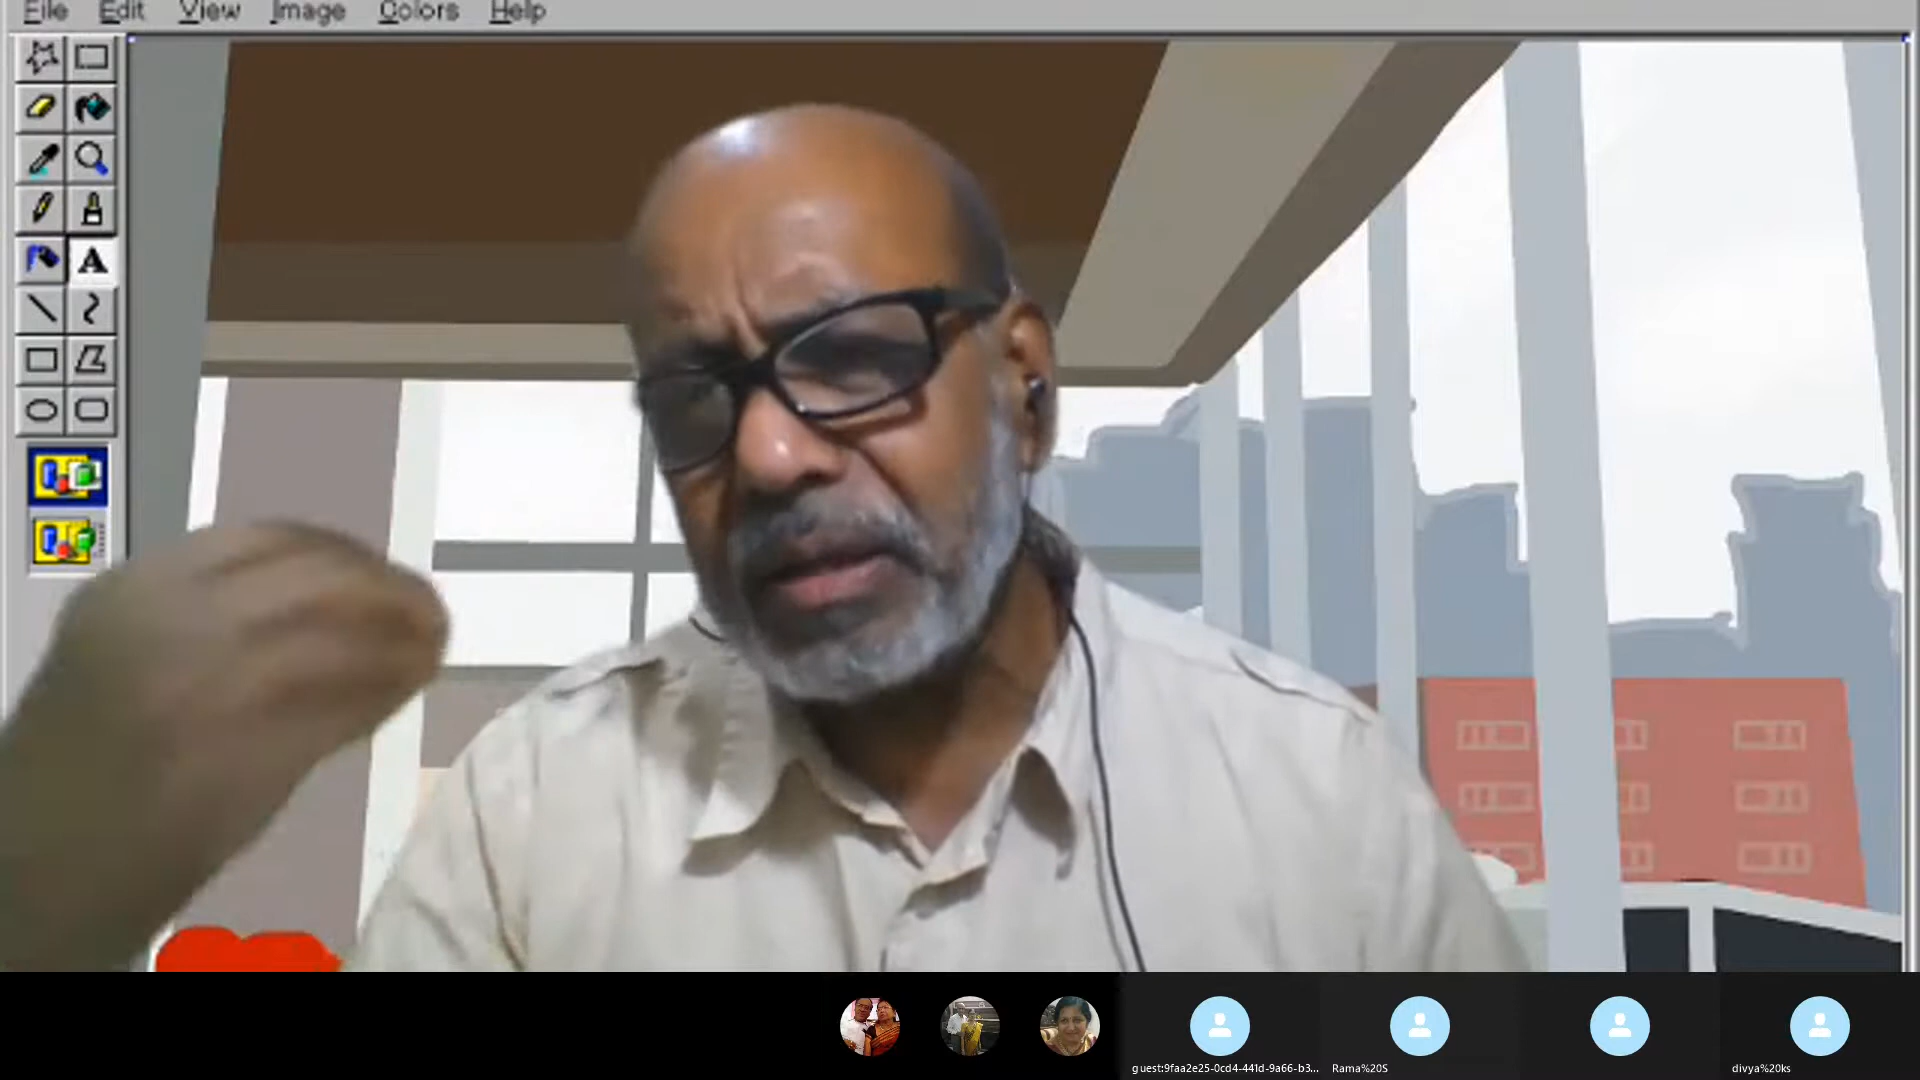 File Edit View Image Colors Help
A
guest:9faa2e25-0cd4-441d-9a66-b3... Rama%20S divya%20ks